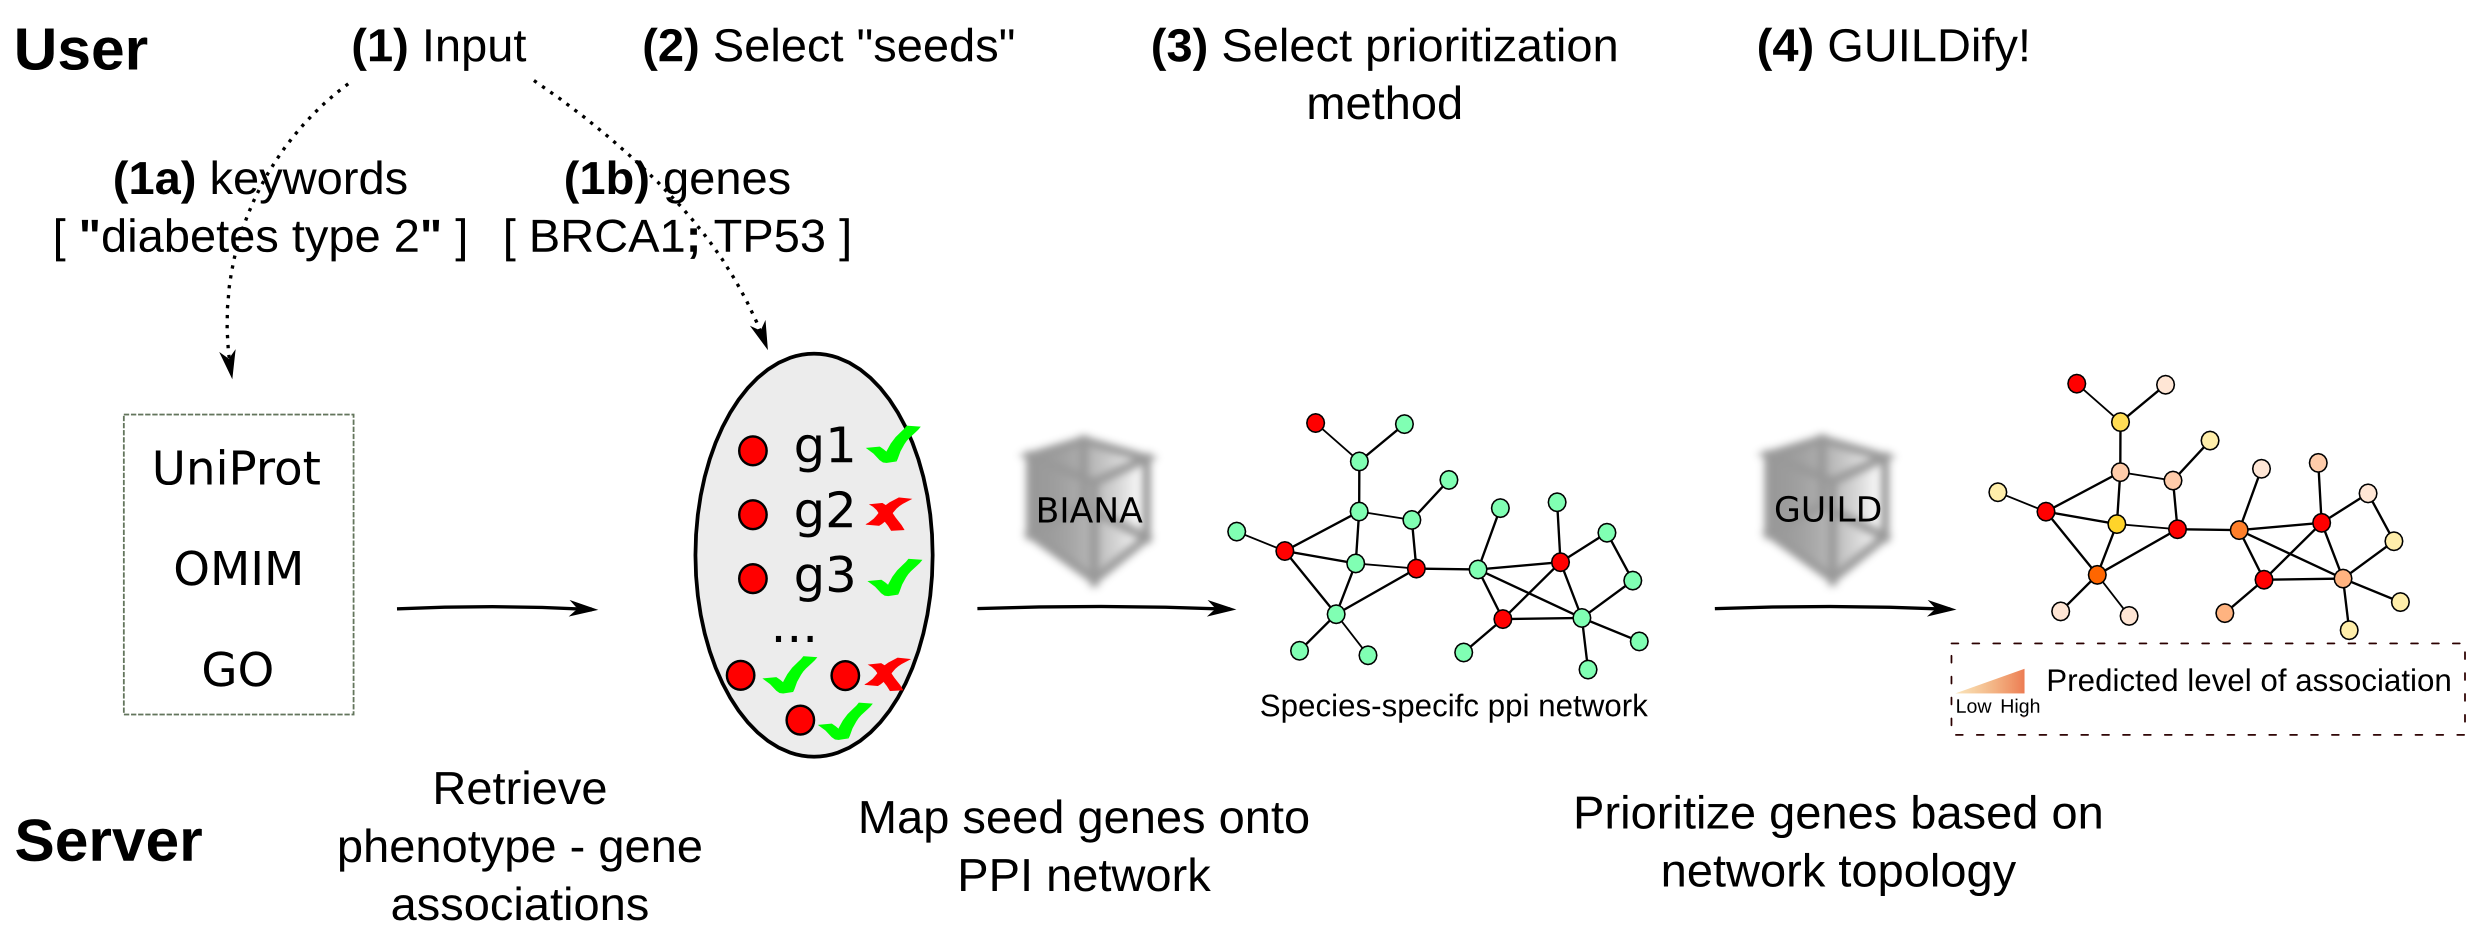 User
(1) Input
(2) Select "seeds"
(3) Select prioritization
method
(4) GUILDify!
(1a) keywords
[ "diabetes type 2" ]
(1b) genes
[ BRCA1; TP53 ]
UniProt
OMIM
GO
g1
g2
g3
...
BIANA
GUILD
Species-specifc ppi network
Predicted level of association
Low High
Server
Retrieve
phenotype - gene
associations
Map seed genes onto
PPI network
Prioritize genes based on
network topology